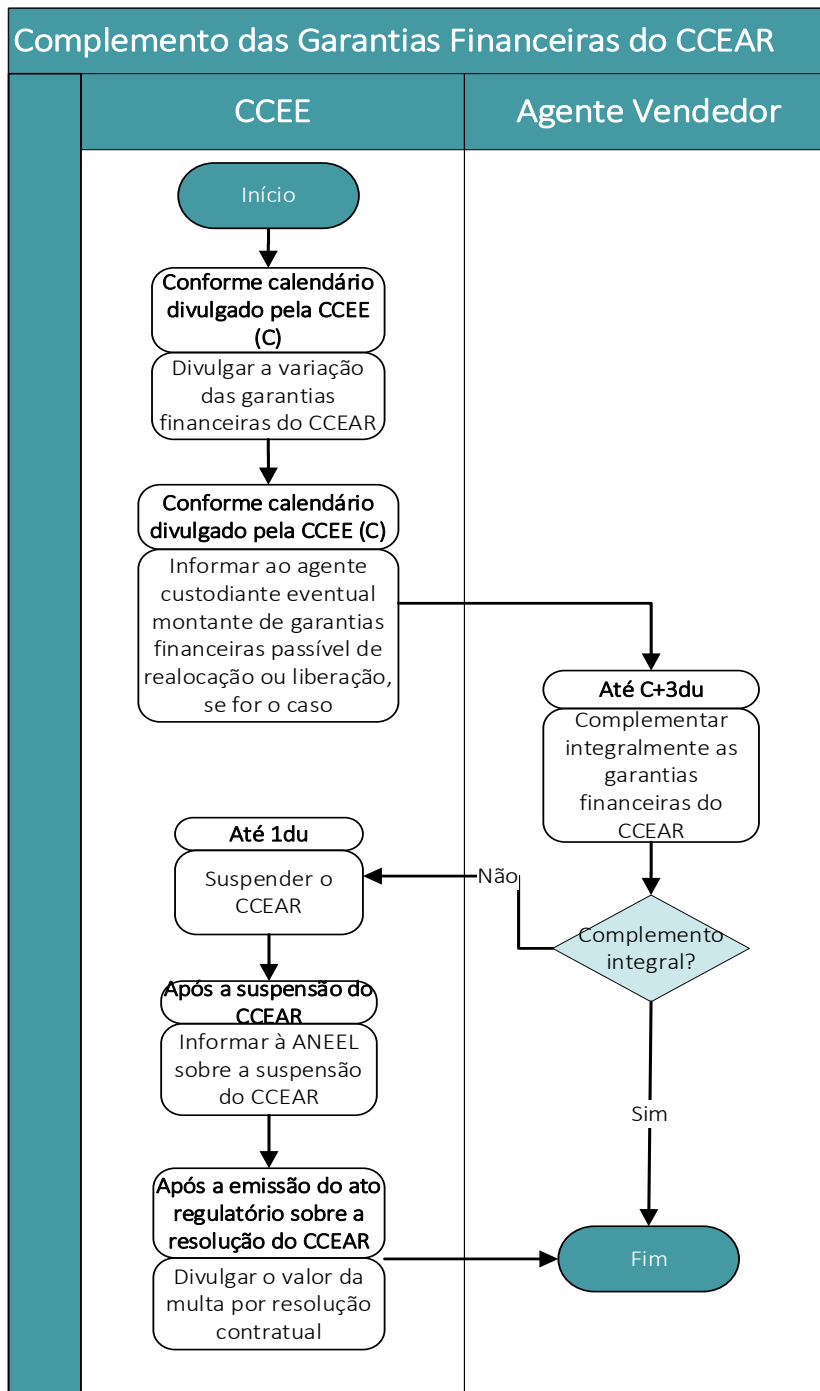 Complemento das Garantias Financeiras do CCEAR
CCEE
Agente Vendedor
Início
Conforme calendário
divulgado pela CCEE
(C)
Divulgar a variação
das garantias
financeiras do CCEAR
Conforme calendário
divulgado pela CCEE (C)
Informar ao agente
custodiante eventual
montante de garantias
financeiras passível de
realocação ou liberação,
se for o caso
Até C+3du
Complementar
integralmente as
garantias
financeiras do
CCEAR
Complemento
integral?
Não
Sim
Até 1du
Suspender o
CCEAR
Após a suspensão do
CCEAR
Informar à ANEEL
sobre a suspensão
do CCEAR
Após a emissão do ato
regulatório sobre a
resolução do CCEAR
Divulgar o valor da
multa por resolução
contratual
Fim